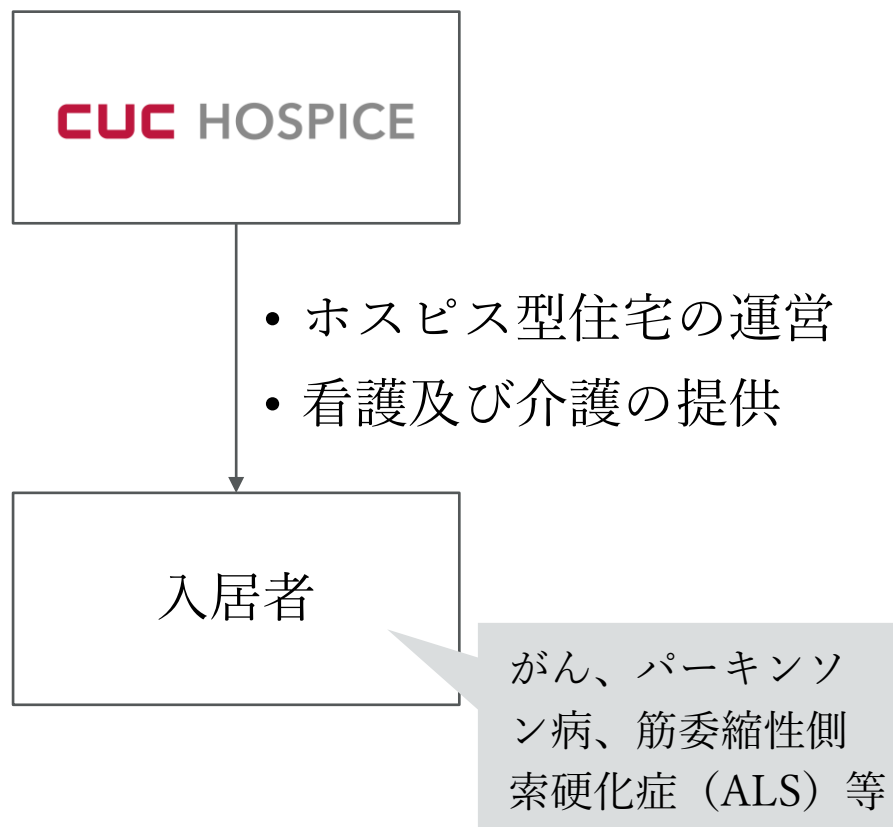 CUC HOSPICE
• ホスピス型住宅の運営
• 看護及び介護の提供
入居者
がん、パーキンソ
ン病、筋委縮性側
索硬化症（ALS）等